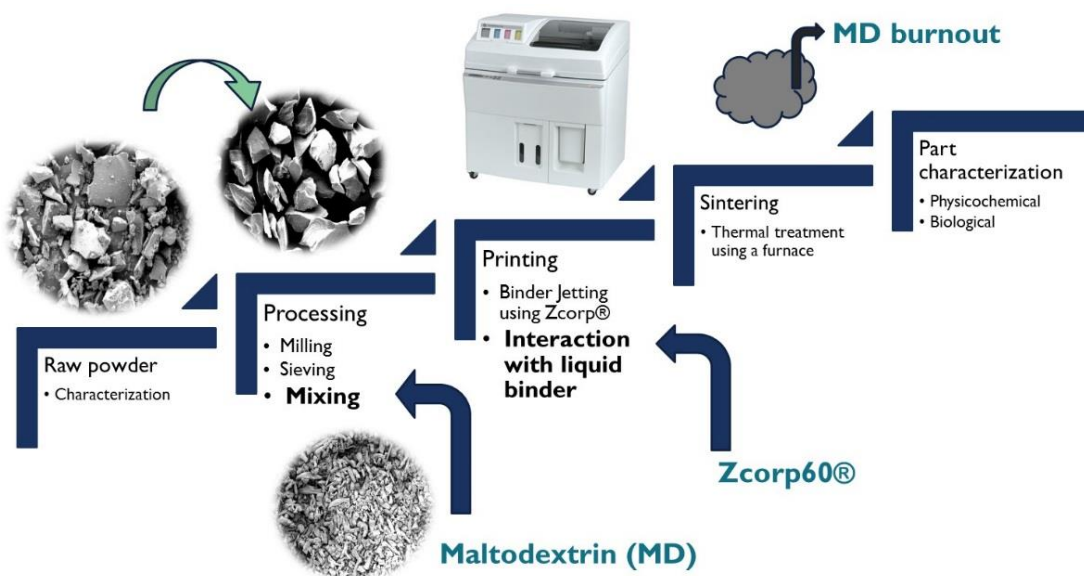 MD burnout
Part
characterization
• Physicochemical
• Biological
Sintering
• Thermal treatment
using a furnace
Printing
• Binder Jetting
using Zcorp®
• Interaction
with liquid
binder
Processing
• Milling
• Sieving
• Mixing
Raw powder
• Characterization
Zcorp60®
Maltodextrin (MD)